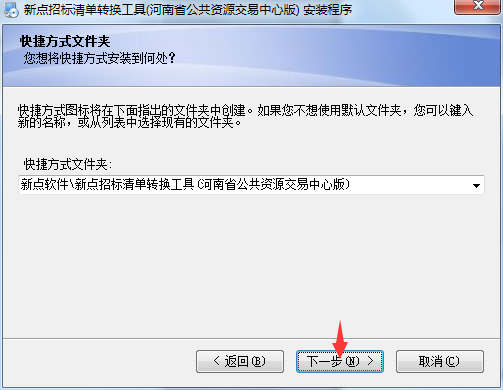 新点招标清单转换工具(河南省公共资源交易中心版) 安装程序
快捷方式文件夹
您想将快捷方式安装到何处?
快捷方式图标将在下面指出的文件夹中创建。如果您不想使用默认文件夹，您可以键入
新的名称，或从列表中选择现有的文件夹。
快捷方式文件夹:
新点软件\新点招标清单转换工具(河南省公共资源交易中心版)
< 返回(B)
下一步(N) >
取消(C)